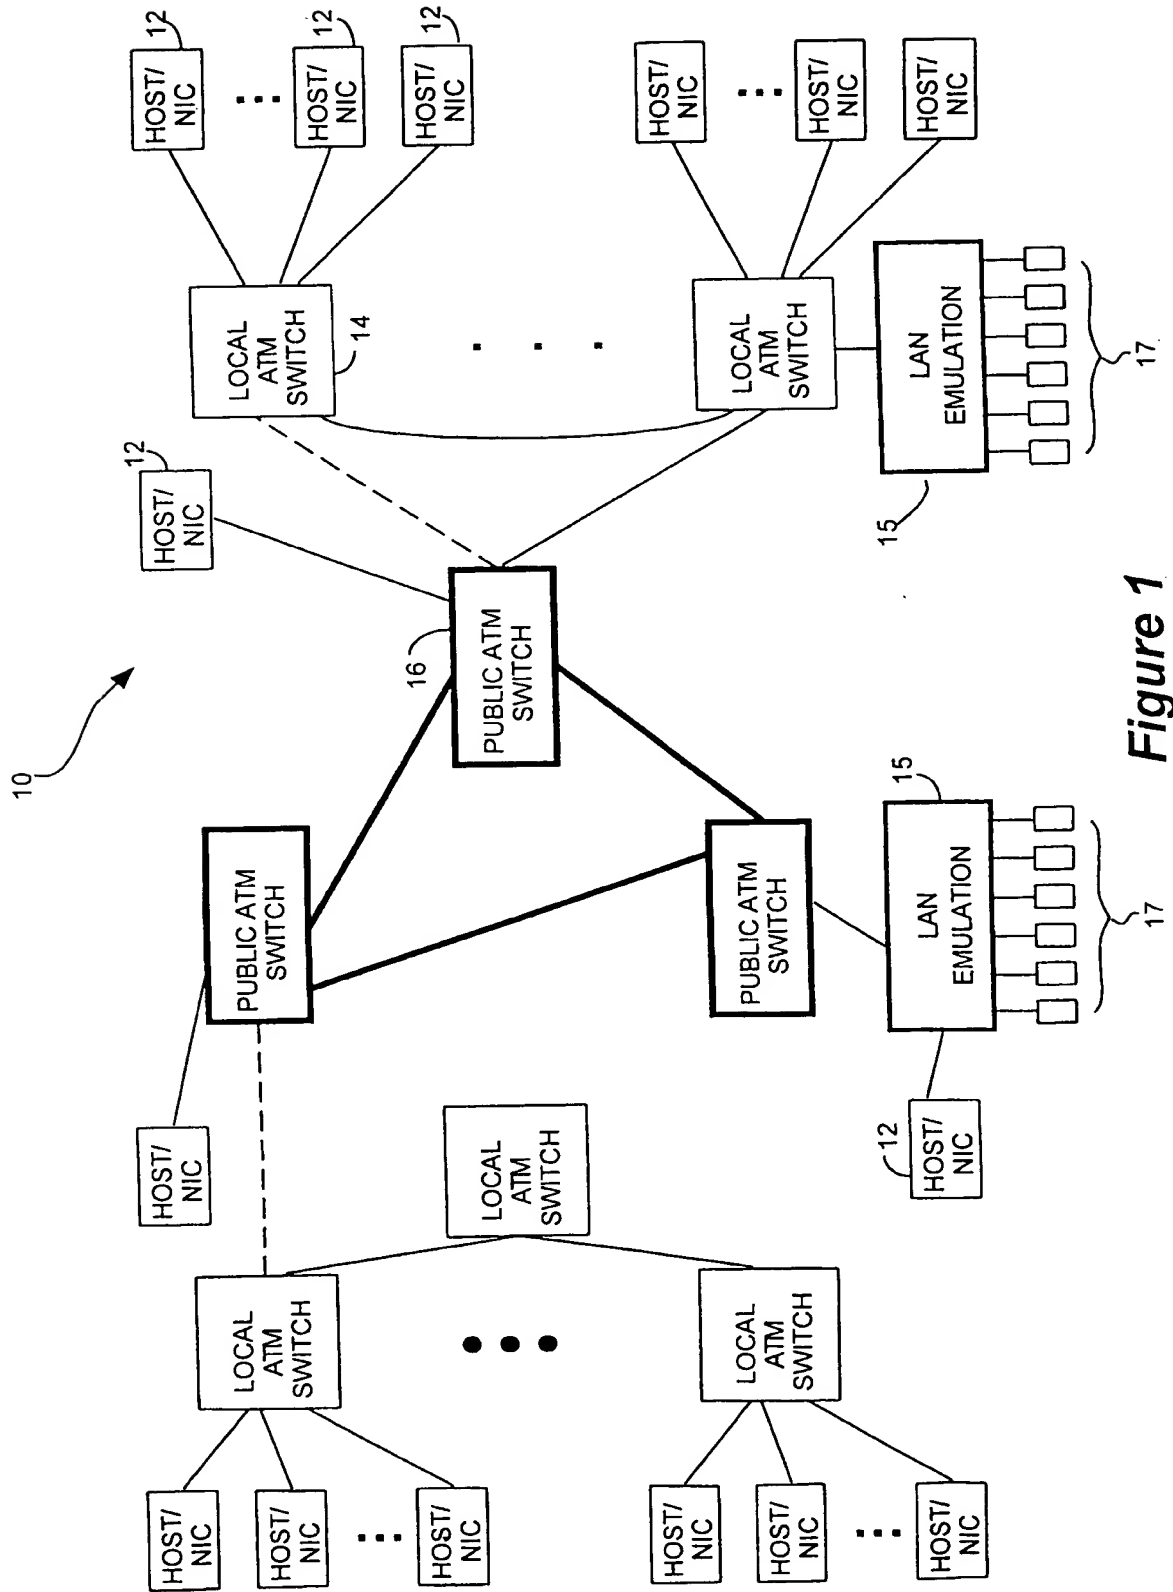 10
HOST/
NIC
HOST/
NIC
12
HOST/
NIC
12
HOST/
NIC
HOST/
NIC
LOCAL
ATM
SWITCH
PUBLIC ATM
SWITCH
LOCAL
ATM
SWITCH
14
12
HOST/
NIC
HOST/
NIC
12
HOST/
NIC
LOCAL
ATM
SWITCH
16
PUBLIC ATM
SWITCH
HOST/
NIC
LOCAL
ATM
SWITCH
PUBLIC ATM
SWITCH
LOCAL
ATM
SWITCH
HOST/
NIC
HOST/
NIC
HOST/
NIC
HOST/
NIC
12
HOST/
NIC
15
LAN
EMULATION
15
LAN
EMULATION
HOST/
NIC
17
17
Figure 1